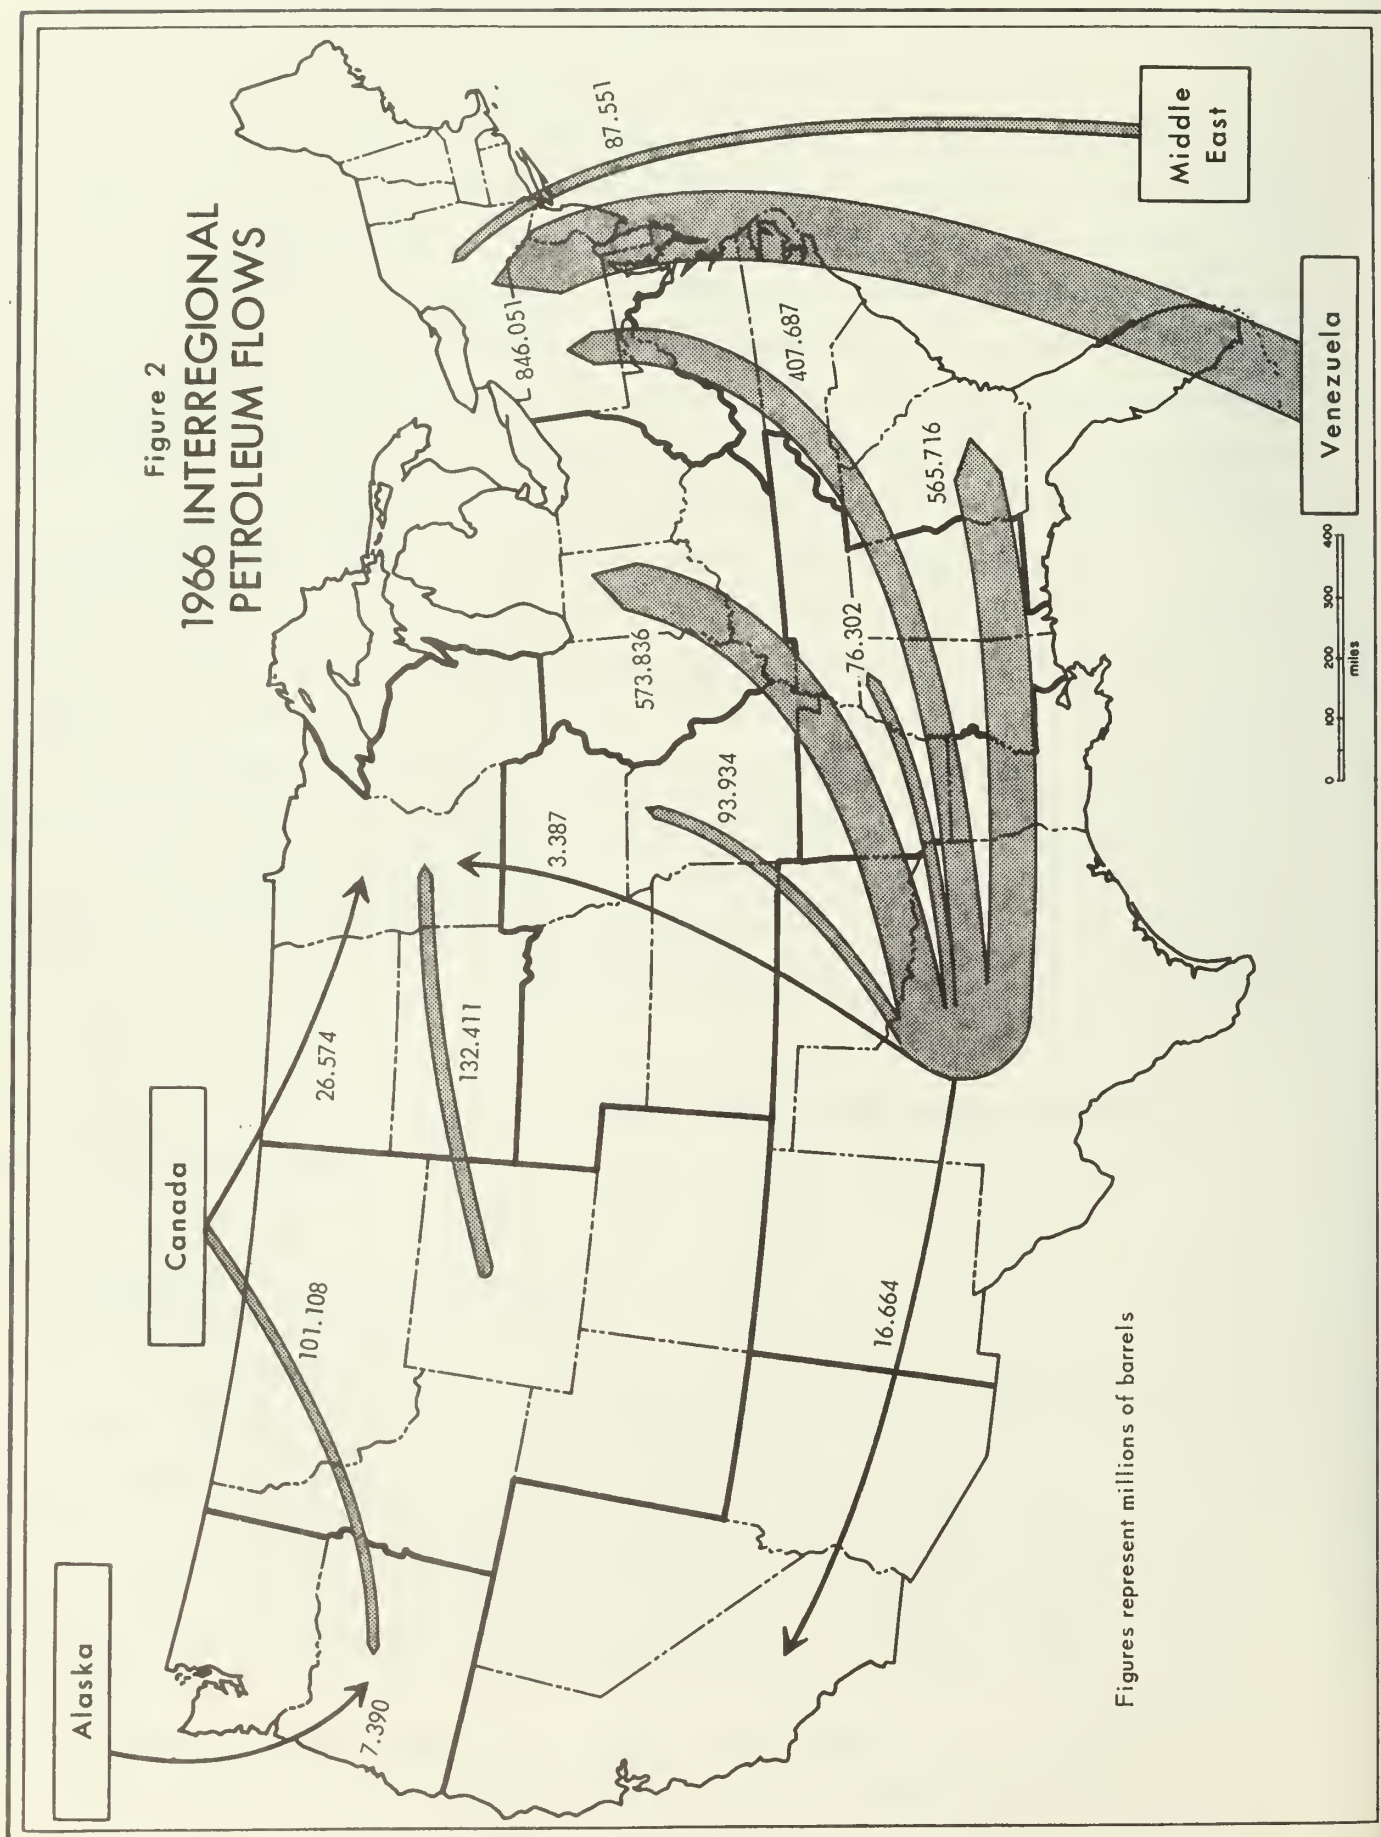 Figure 2
1966 INTERREGIONAL
PETROLEUM FLOWS
Alaska
Canada
7.390
101.108
26.574
132.411
3.387
93.934
573.836
846.051
87.551
407.687
76.302
565.716
16.664
Middle
East
Venezuela
0 100 200 300 400
miles
Figures represent millions of barrels